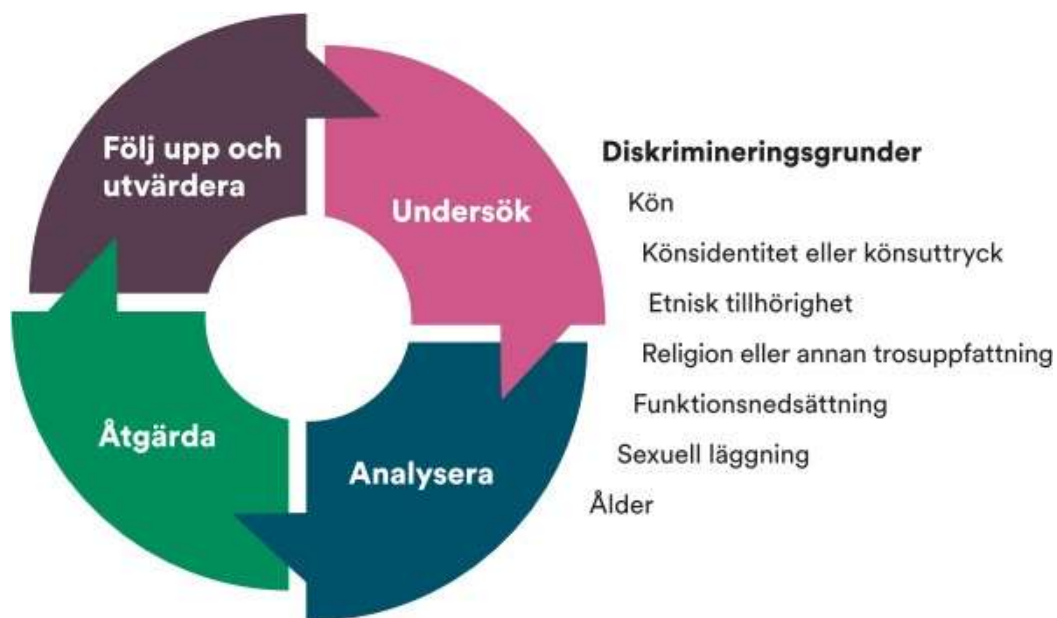 Följ upp och
utvärdera
Undersök
Analysera
Åtgärda
Diskrimineringsgrunder
Kön
Könsidentitet eller könsuttryck
Etnisk tillhörighet
Religion eller annan trosuppfattning
Funktionsnedsättning
Sexuell läggning
Ålder